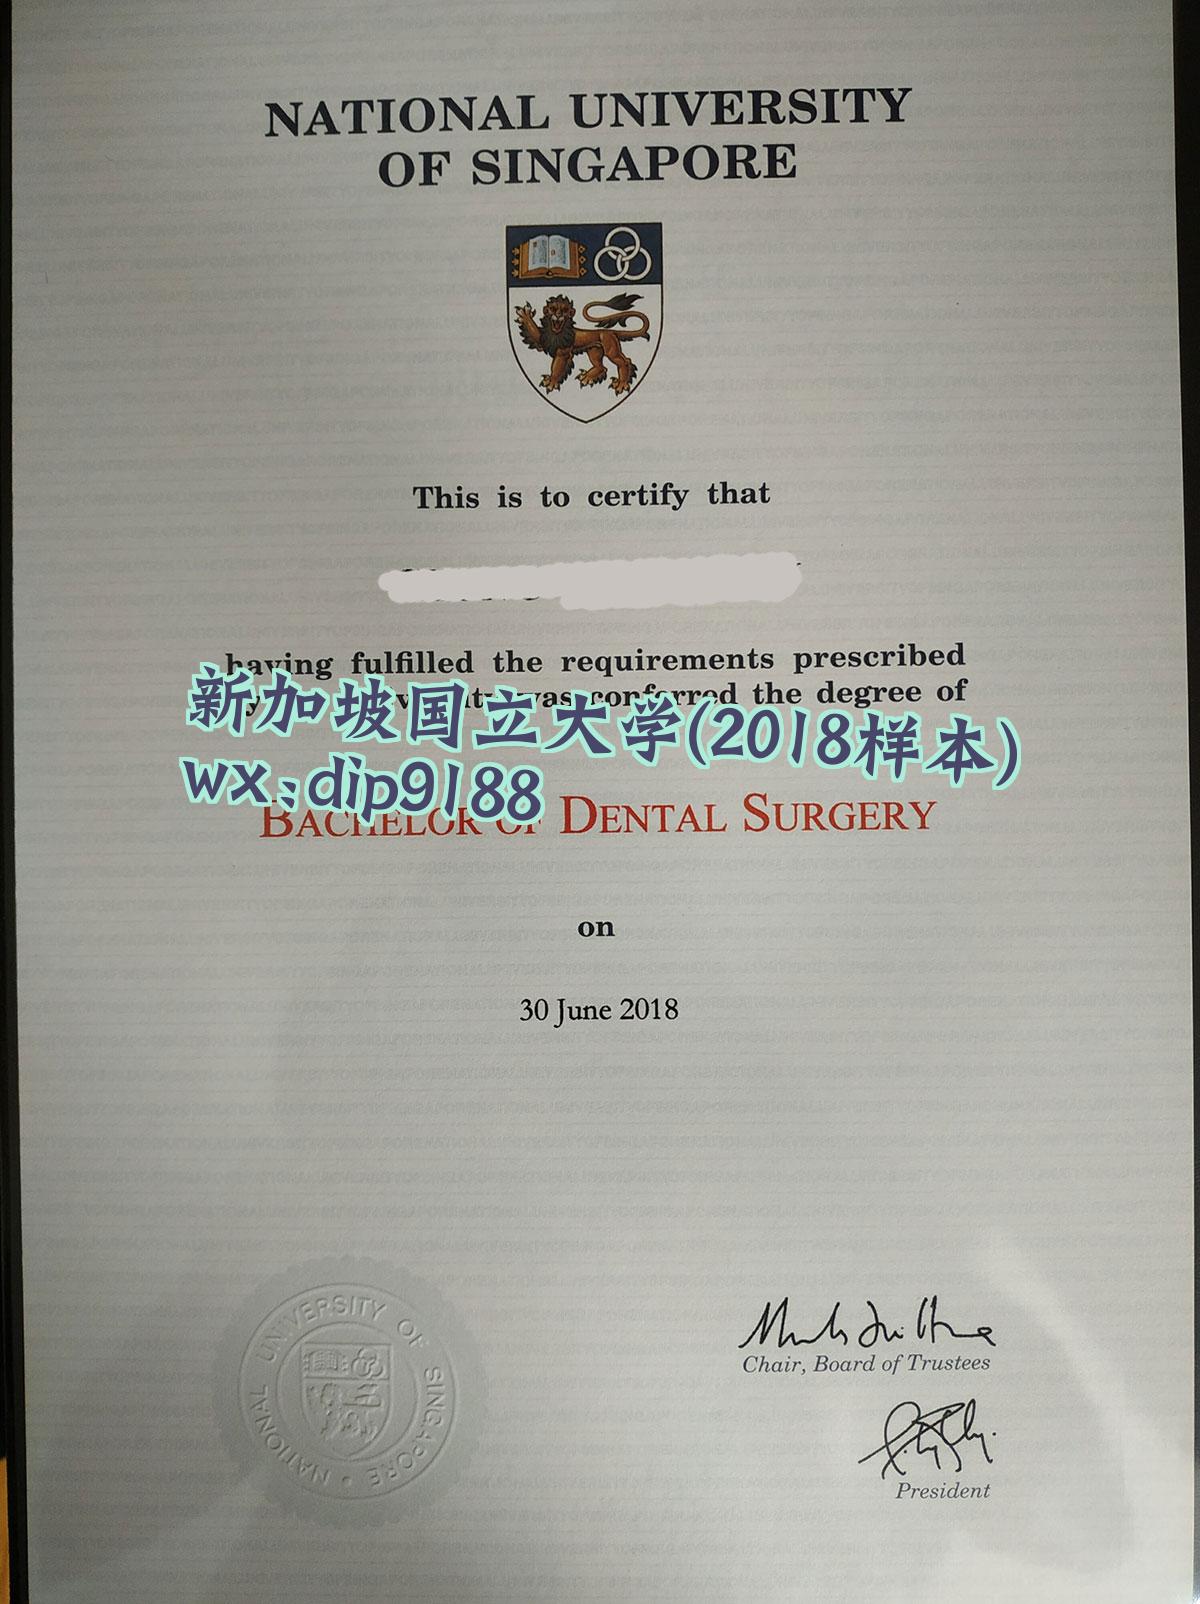 NATIONAL UNIVERSITY
OF SINGAPORE
This is to certify that
having fulfilled the requirements prescribed
was conferred the degree of
新加坡国立大学(2018样本)
wx:dip9188
BACHELOR OF DENTAL SURGERY
on
30 June 2018
NATIONAL UNIVERSITY OF SINGAPORE
Chair, Board of Trustees
President